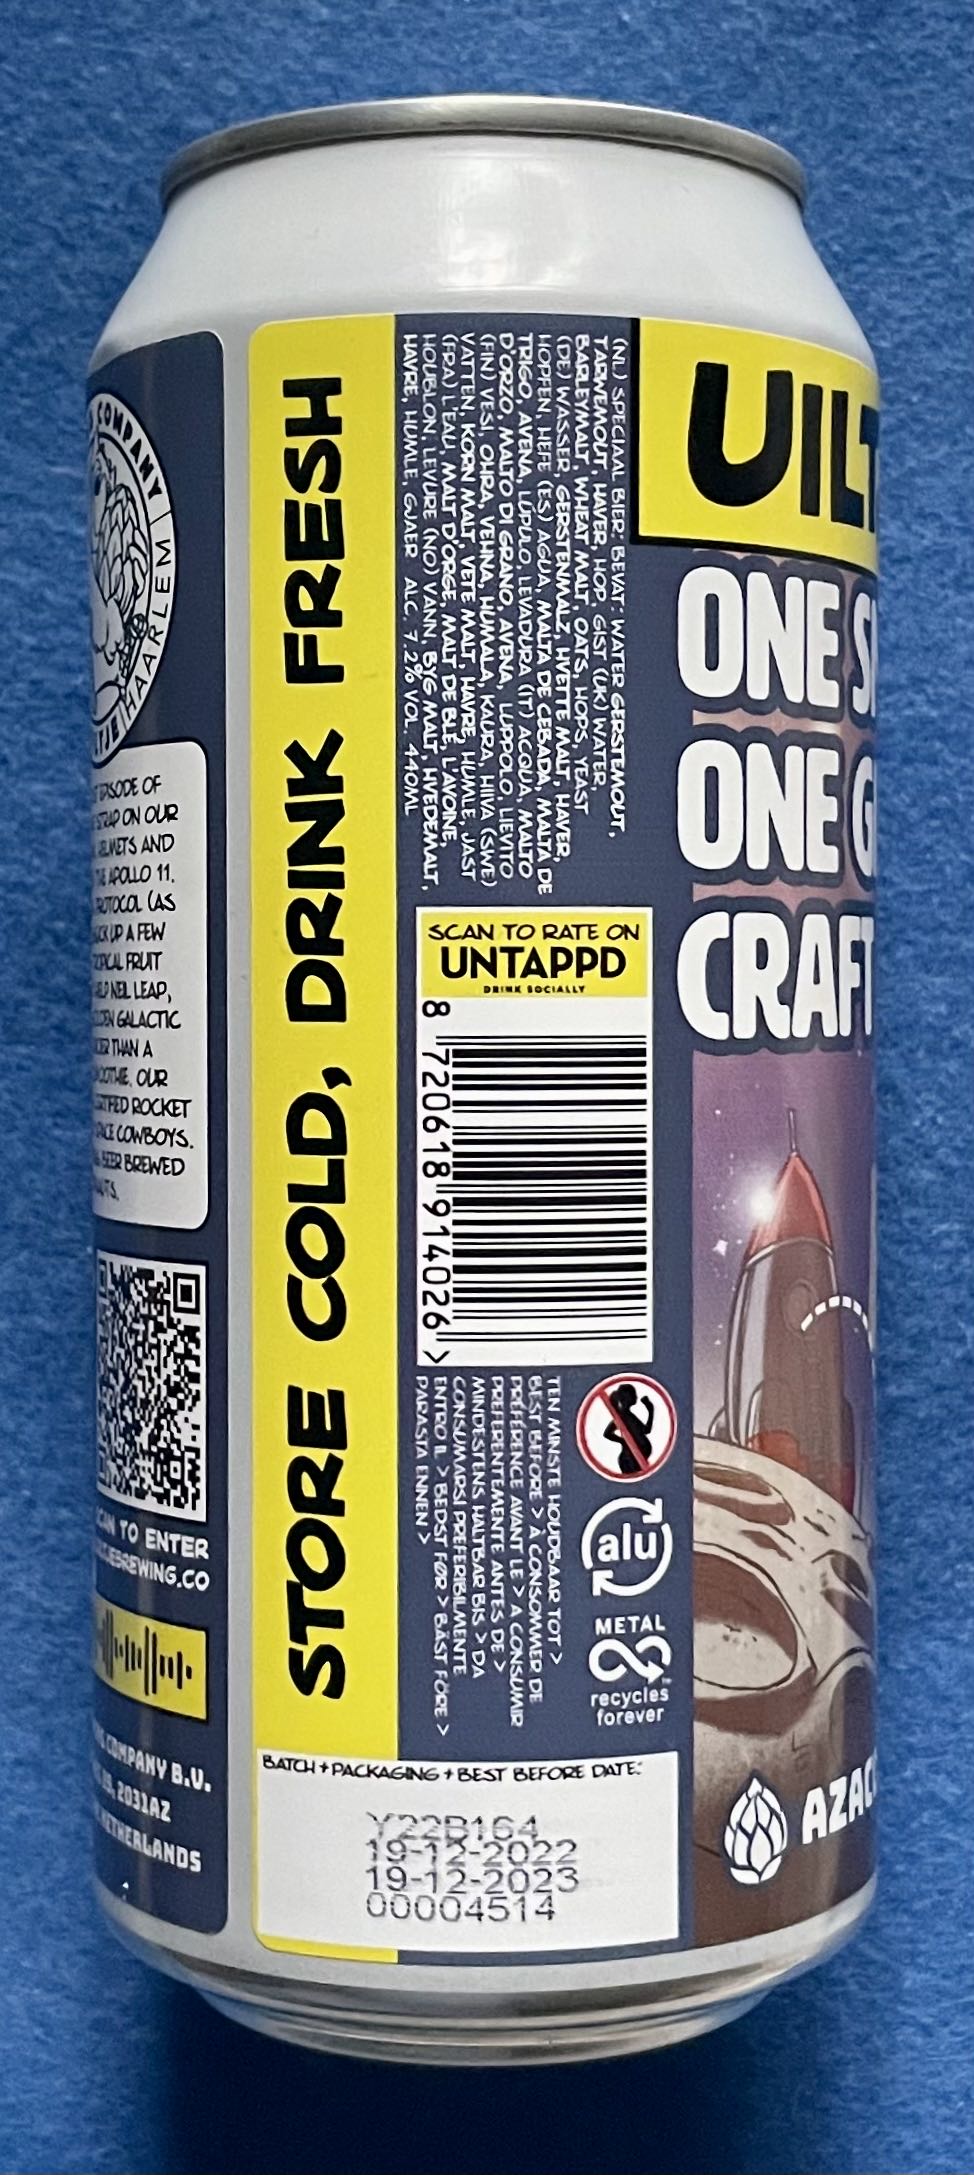 COMPANY
HAARLEM
EPISODE OF
STRAP ON OUR
HELMETS AND
THE APOLLO 11.
PROTOCOL (AS
UP A FEW
TROPICAL FRUIT
NEIL LEAP,
GALACTIC
THAN A
SMOOTHIE. OUR
ROCKET
SPACE COWBOYS.
BEER BREWED
SCAN TO ENTER
BREWING.CO
COMPANY B.V.
2031AZ
NETHERLANDS
STORE COLD, DRINK FRESH
(NL) SPECIAAL BIER; BEVAT: WATER GERSTEMOUT,
TARWEMOUT, HAVER, HOP, GIST (UK) WATER,
BARLEYMALT, WHEAT MALT, OATS, HOPS, YEAST
(DE) WASSER, GERSTENMALZ, HVETTE MALT, HAVER,
HOPFEN, HEFE (ES) AGUA, MALTA DE CEBADA, MALTA DE
TRIGO, AVENA, LÚPULO, LEVADURA (IT) ACQUA, MALTO
D'ORZO, MALTO DI GRANO, AVENA, LUPPOLO, LIEVITO
(FIN) VESI, OHRA, VEHNA, HUMALA, KAURA, HIIVA (SWE)
VATTEN, KORN MALT, VETE MALT, HAVRE, HUMLE, JAST
(FRA) L'EAU, MALT D'ORGE, MALT DE BLÉ, L'AVOINE,
HOUBLON, LEVURE (NO) VANN, BYG MALT, HVEDEMALT,
HAVRE, HUMLE, GJAER ALC. 7.2% VOL. 440ML
SCAN TO RATE ON
UNTAPPD
DRINK SOCIALLY
8 720618 914026 >
TEN MINSTE HOUDBAAR TOT >
BEST BEFORE > À CONSOMMER DE
PRÉFÉRENCE AVANT LE > A CONSUMIR
PREFERENTEMENTE ANTES DE >
MINDESTENS HALTBAR BIS > DA
CONSUMARSI PREFERIBILMENTE
ENTRO IL > BEDST FØR > BÄST FÖRE >
PARASTA ENNEN >
alu
METAL
recycles
forever
BATCH + PACKAGING + BEST BEFORE DATE:
Y22B164
19-12-2022
19-12-2023
00004514
UILT
ONE S
ONE G
CRAFT
AZAC